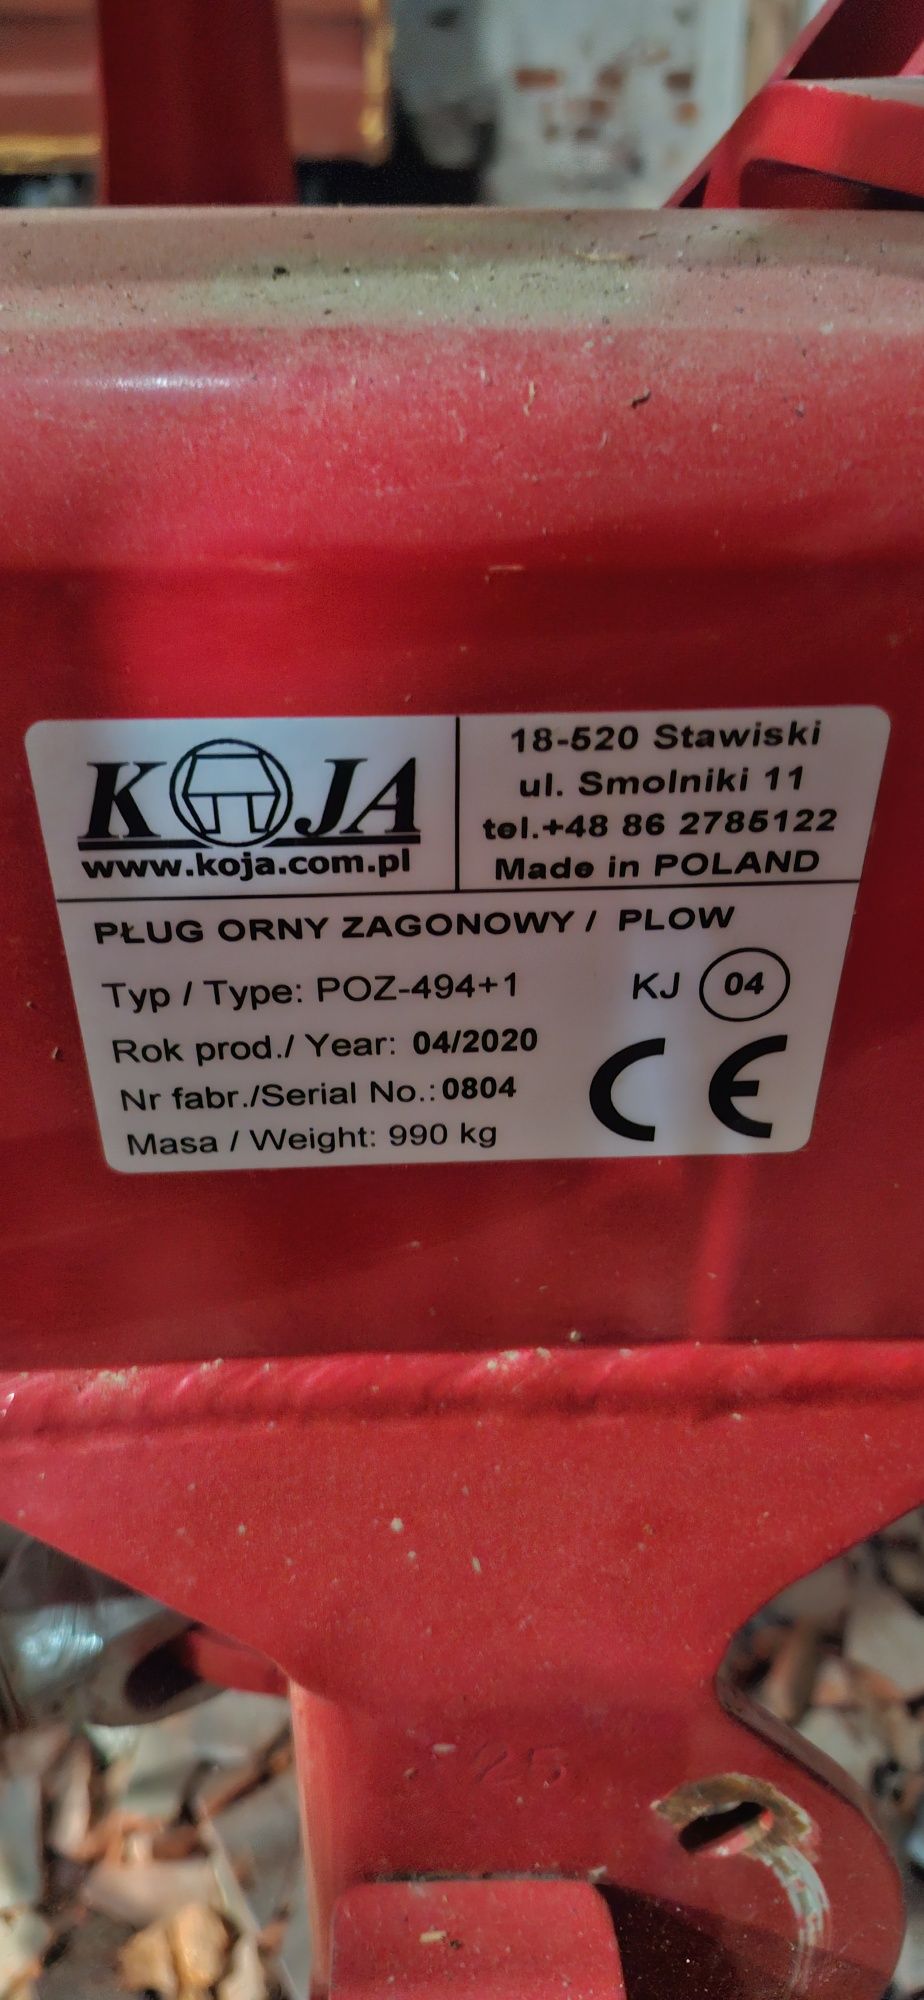 KOJA
www.koja.com.pl
18-520 Stawiski
ul. Smolniki 11
tel.+48 86 2785122
Made in POLAND
PŁUG ORNY ZAGONOWY / PLOW
Typ / Type: POZ-494+1 KJ 04
Rok prod./ Year: 04/2020
Nr fabr./Serial No.: 0804
Masa / Weight: 990 kg
CE